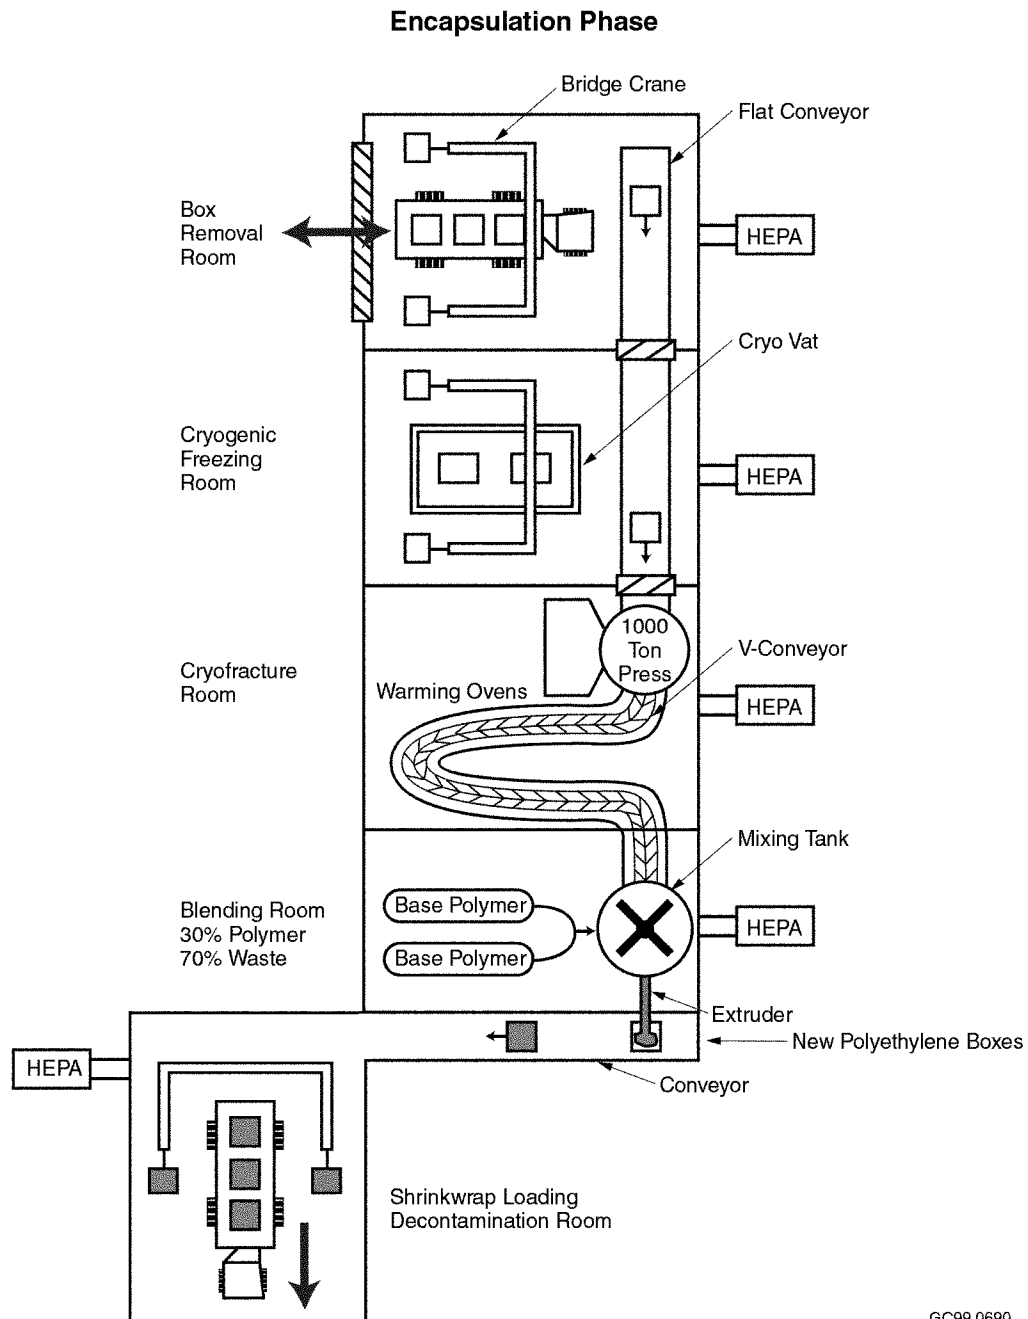 Encapsulation Phase
Bridge Crane
Flat Conveyor
Box
Removal
Room
HEPA
Cryo Vat
Cryogenic
Freezing
Room
HEPA
1000
Ton
Press
V-Conveyor
Cryofracture
Room
Warming Ovens
HEPA
Mixing Tank
Base Polymer
Blending Room
30% Polymer
70% Waste
HEPA
Base Polymer
Extruder
New Polyethylene Boxes
HEPA
Conveyor
Shrinkwrap Loading
Decontamination Room
GC99 0690